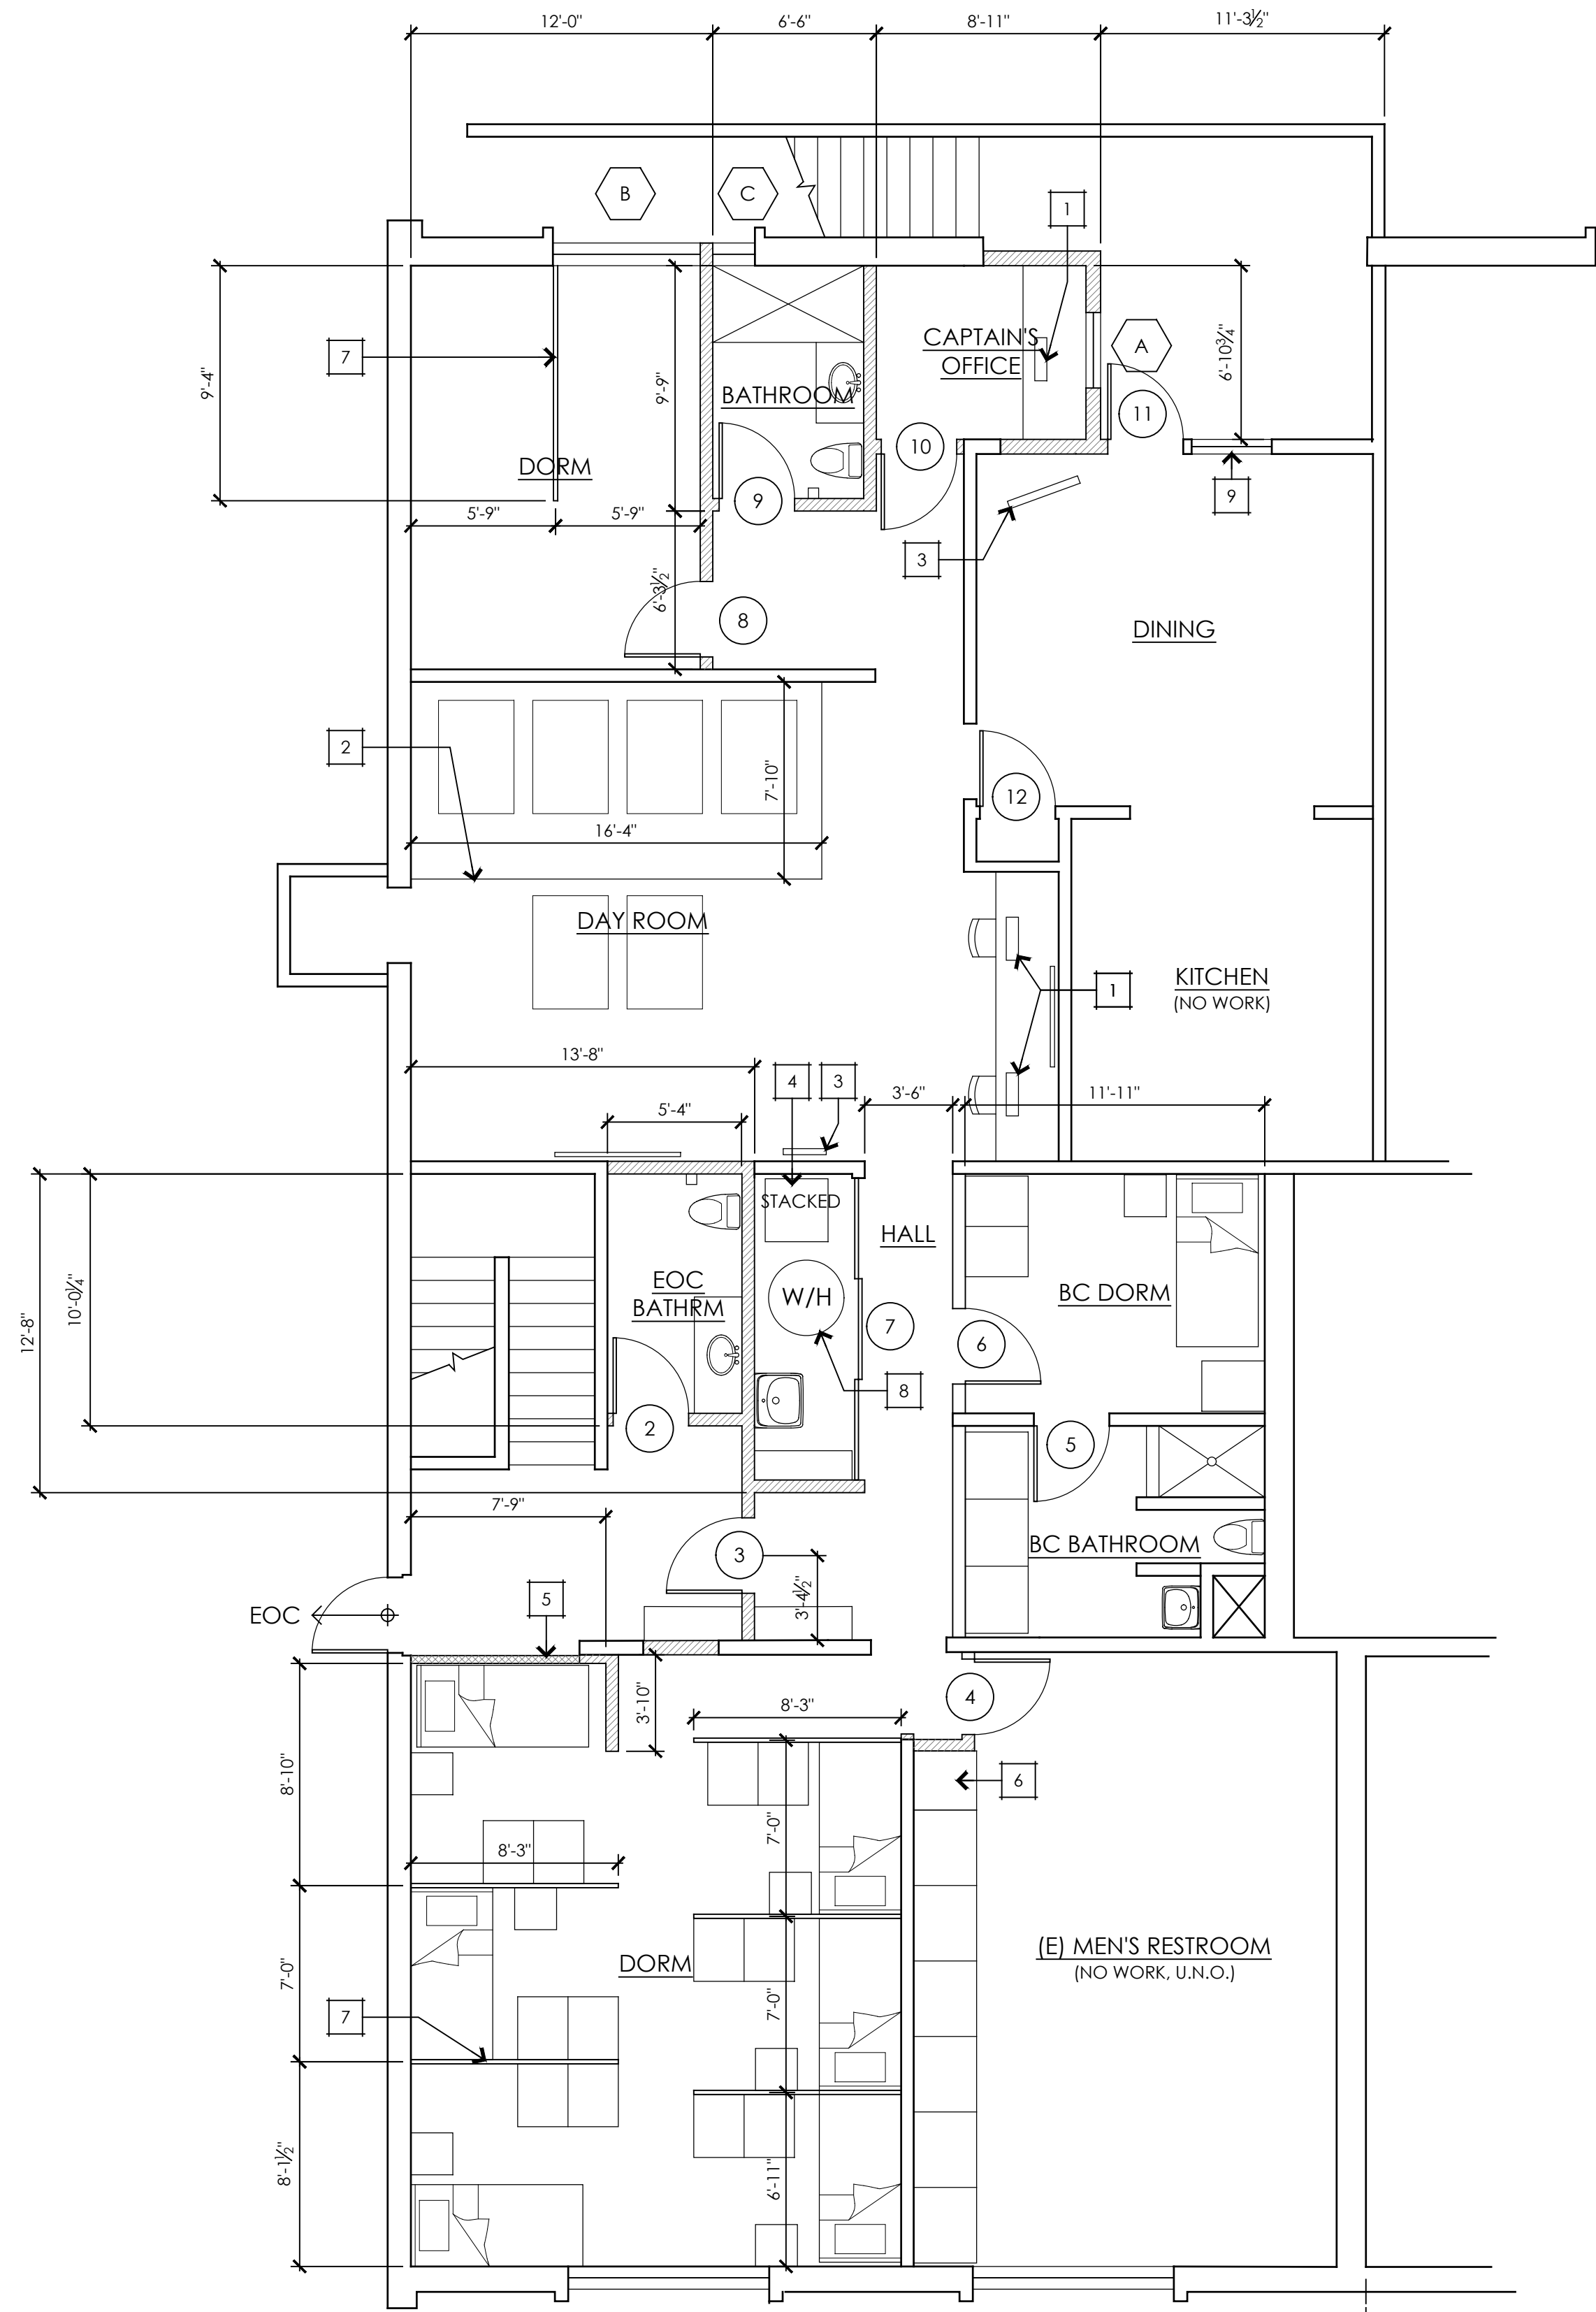 12'-0"
6'-6"
8'-11"
11'-3½"
B
C
1
7
9'-4"
9'-9"
CAPTAIN'S
OFFICE
A
6'-10¾"
BATHROOM
11
10
DORM
9
9
5'-9"
5'-9"
3
6'-3½"
8
DINING
2
7'-10"
12
16'-4"
DAY ROOM
KITCHEN
(NO WORK)
1
13'-8"
4
3
3'-6"
11'-11"
5'-4"
STACKED
HALL
EOC
BATHRM
W/H
BC DORM
10'-0¼"
12'-8"
7
6
8
2
5
7'-9"
3
BC BATHROOM
5
3'-4½"
EOC
4
3'-10"
8'-3"
8'-10"
6
7'-0"
8'-3"
(E) MEN'S RESTROOM
(NO WORK, U.N.O.)
DORM
7'-0"
7'-0"
7
8'-1½"
6'-11"